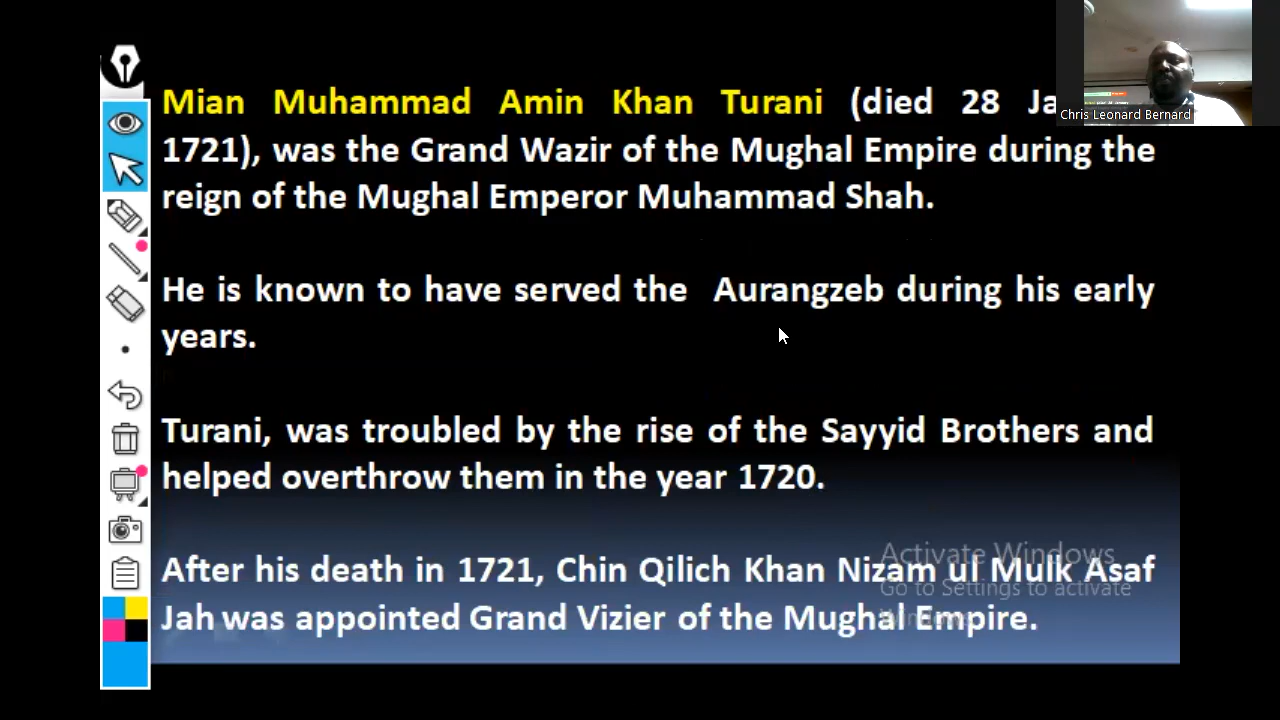 Mian Muhammad Amin Khan Turani (died 28
1721), was the Grand Wazir of the Mughal Empire during the
reign of the Mughal Emperor Muhammad Shah.
He is known to have served the Aurangzeb during his early
years.
Turani, was troubled by the rise of the Sayyid Brothers and
helped overthrow them in the year 1720.
After his death in 1721, Chin Qilich Khan Nizam ul Mulk Asaf
Jah was appointed Grand Vizier of the Mughal Empire.
Chris Leonard Bernard
Activate Windows
Go to Settings to activate
Windows.